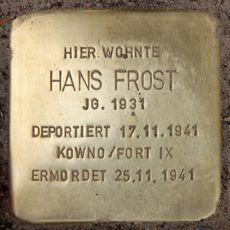 HIER WOHNTE
HANS FROST
JG. 1931
DEPORTIERT 17.11.1941
KOWNO/FORT IX
ERMORDET 25.11.1941